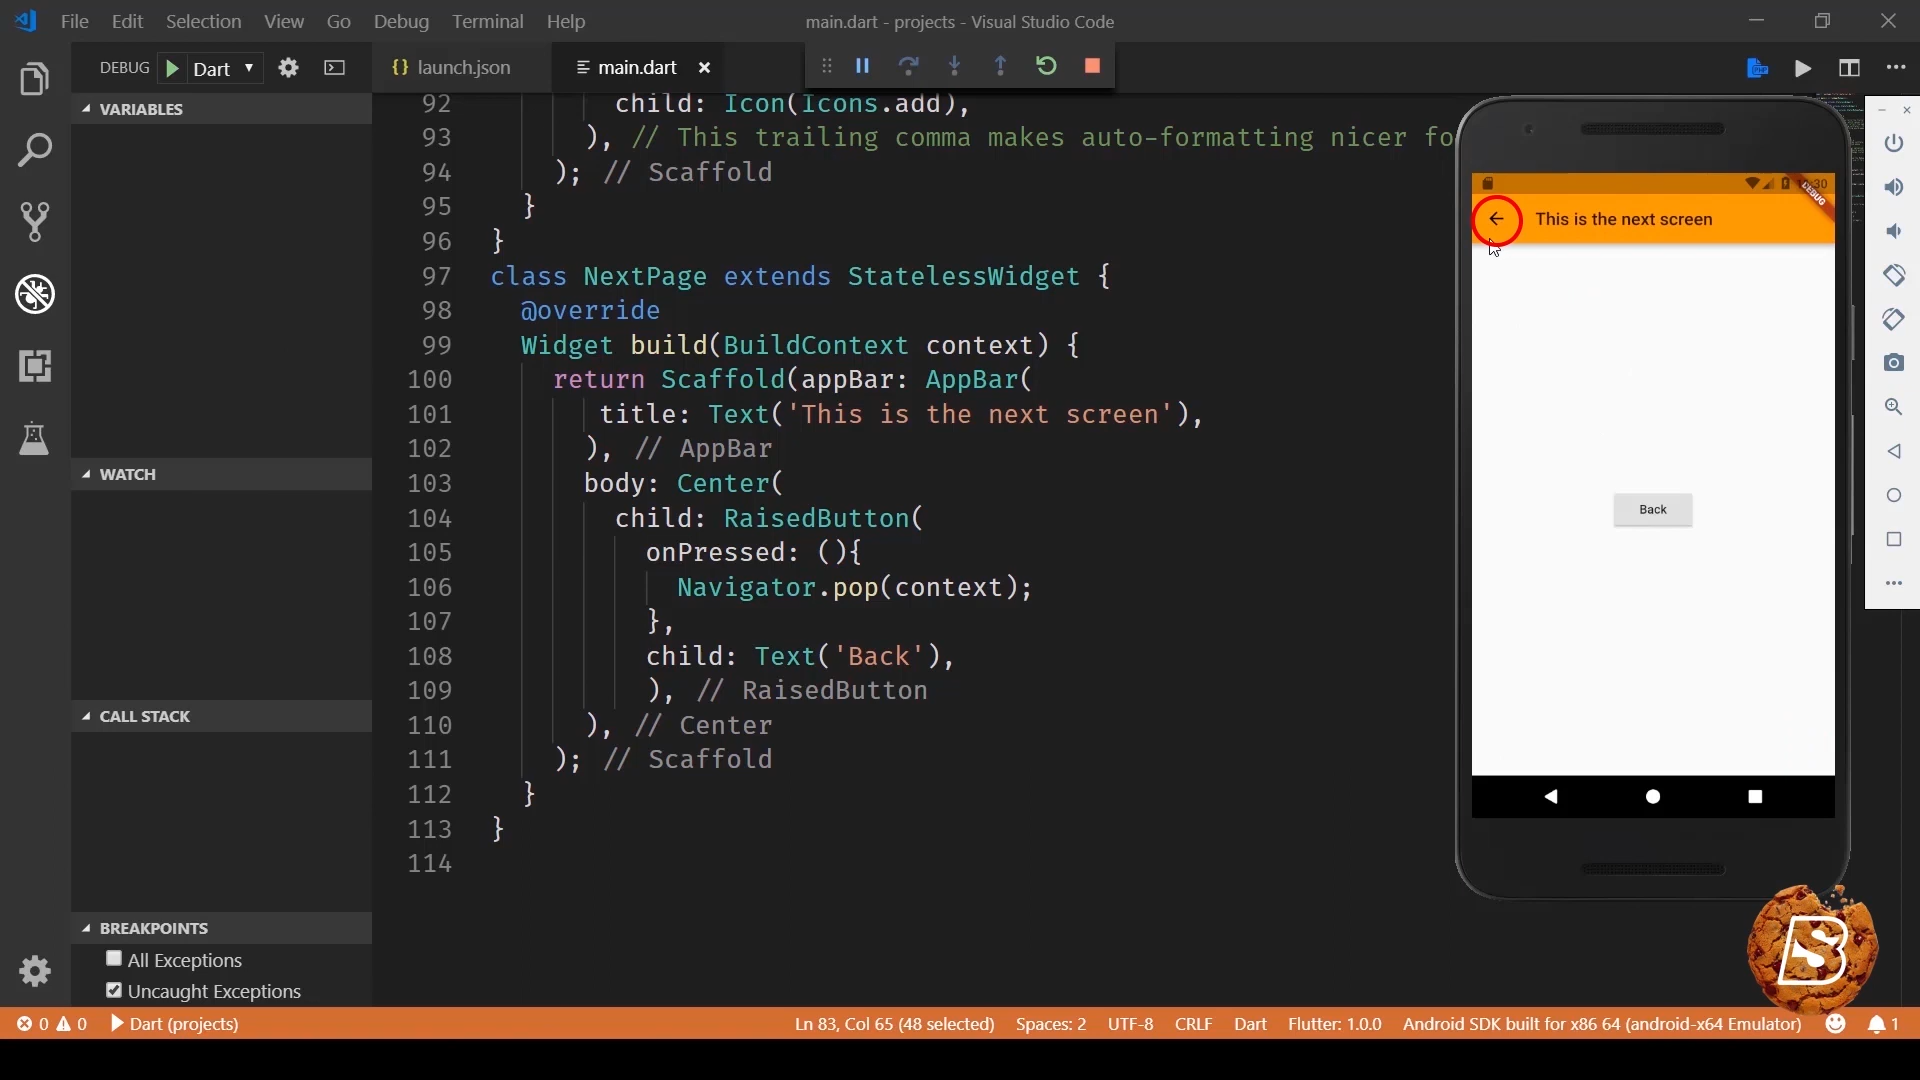 File Edit Selection View Go Debug Terminal Help
main.dart - projects - Visual Studio Code
DEBUG Dart
launch.json
main.dart
VARIABLES
WATCH
CALL STACK
BREAKPOINTS
All Exceptions
Uncaught Exceptions
92 child: Icon(Icons.add),
93 ), // This trailing comma makes auto-formatting nicer fo
94 ); // Scaffold
95 }
96 }
97 class NextPage extends StatelessWidget {
98 @override
99 Widget build(BuildContext context) {
100 return Scaffold(appBar: AppBar(
101 title: Text('This is the next screen'),
102 ), // AppBar
103 body: Center(
104 child: RaisedButton(
105 onPressed: (){
106 Navigator.pop(context);
107 },
108 child: Text('Back'),
109 ), // RaisedButton
110 ), // Center
111 ); // Scaffold
112 }
113 }
114
DEBUG
This is the next screen
Back
0 0 Dart (projects)
Ln 83, Col 65 (48 selected) Spaces: 2 UTF-8 CRLF Dart Flutter: 1.0.0 Android SDK built for x86 64 (android-x64 Emulator) 1